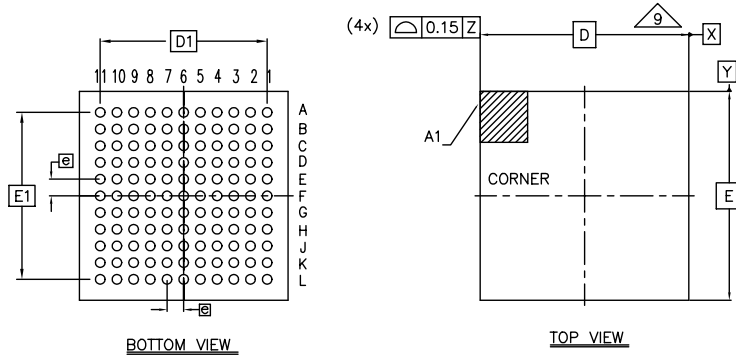 D1
11 10 9 8 7 6 5 4 3 2 1
A
B
C
D
E
F
G
H
J
K
L
e
E1
e
BOTTOM VIEW
(4x) ⌓ 0.15 Z
D
9
X
Y
A1
CORNER
E
TOP VIEW